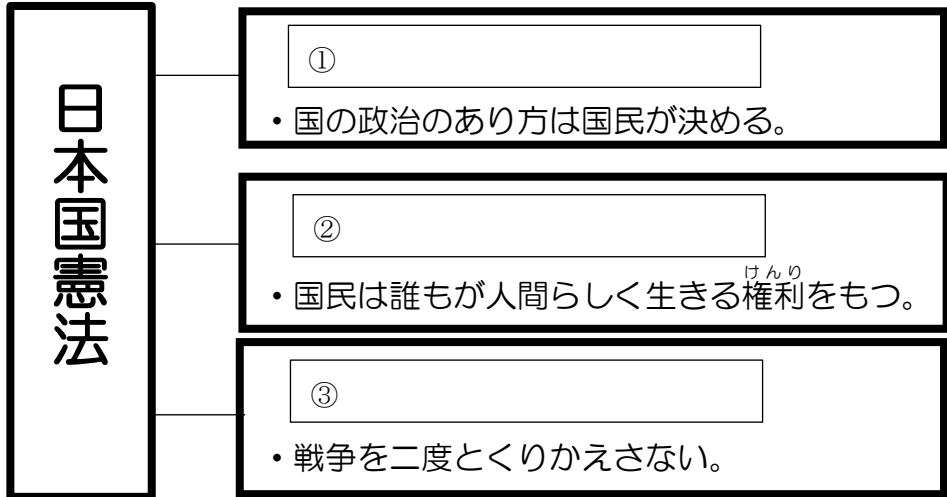 日本国憲法
①
・国の政治のあり方は国民が決める。
②
けんり
・国民は誰もが人間らしく生きる権利をもつ。
③
・戦争を二度とくりかえさない。